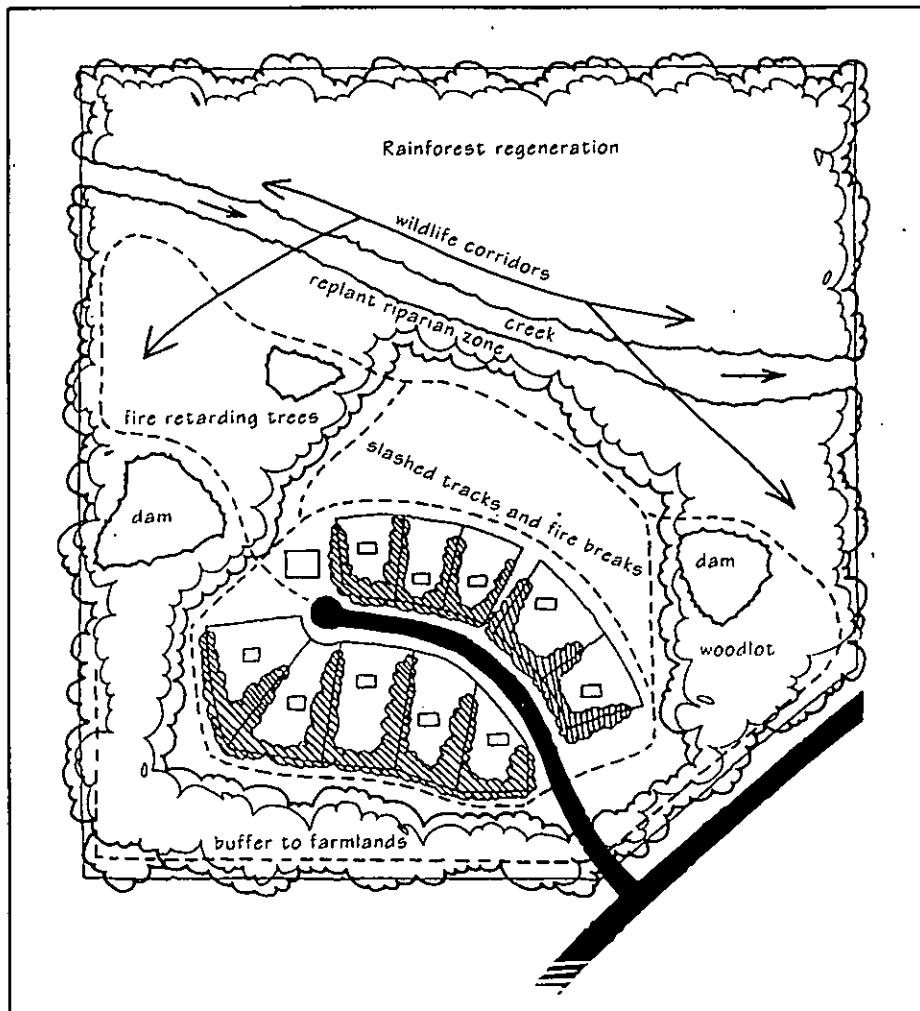 Rainforest regeneration
wildlife corridors
creek
replant riparian zone
fire retarding trees
slashed tracks and fire breaks
dam
dam
woodlot
buffer to farmlands